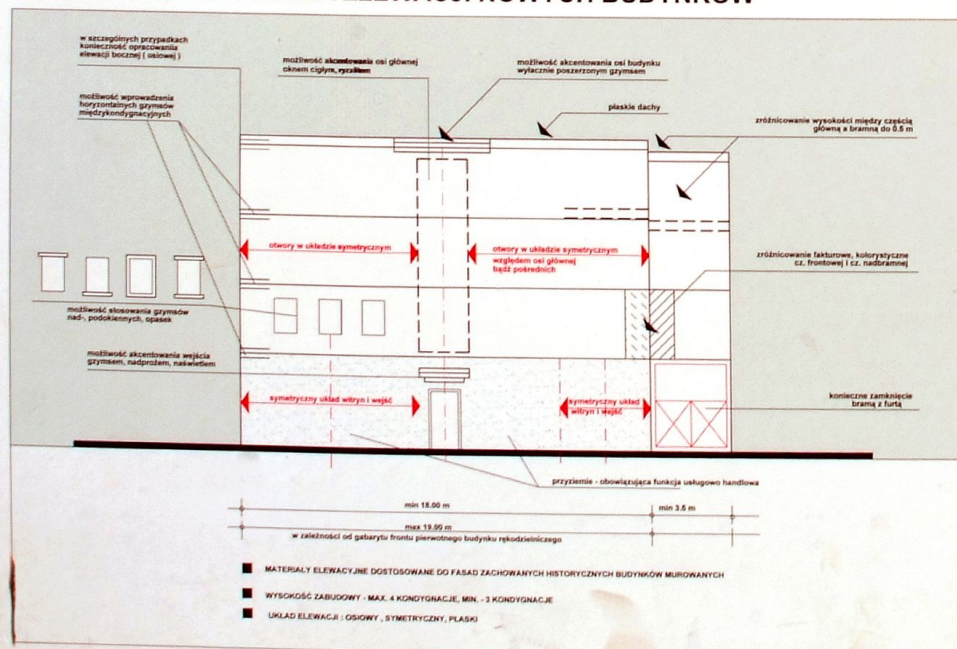 NOWYCH BUDYNKÓW
w szczególnych przypadkach
konieczność opracowania
elewacji bocznej ( osiowej )
możliwość akcentowania osi głównej
oknem ciągłym, ryzalitem
możliwość akcentowania osi budynku
wyłacznie poszerzonym gzymsem
płaskie dachy
możliwość wprowadzenia
horyzontalnych gzymsów
międzykondygnacyjnych
zróżnicowanie wysokości między częścią
główną a bramną do 0.5 m
otwory w układzie symetrycznym
otwory w układzie symetrycznym
względem osi głównej
bądź pośrednich
zróżnicowanie fakturowe, kolorystyczne
cz. frontowej i cz. nadbramnej
możliwość stosowania gzymsów
nad-, podokiennych, opasek
możliwość akcentowania wejścia
gzymsem, nadprożem, naświetlem
symetryczny układ witryn i wejść
symetryczny układ
witryn i wejść
konieczne zamknięcie
bramą z furtą
przyziemie - obowiązująca funkcja usługowo handlowa
min 18.00 m
min 3.5 m
max 19.00 m
w zależności od gabarytu frontu pierwotnego budynku rękodzielniczego
MATERIAŁY ELEWACYJNE DOSTOSOWANE DO FASAD ZACHOWANYCH HISTORYCZNYCH BUDYNKÓW MUROWANYCH
WYSOKOŚĆ ZABUDOWY - MAX. 4 KONDYGNACJE, MIN. - 3 KONDYGNACJE
UKŁAD ELEWACJI : OSIOWY , SYMETRYCZNY, PŁASKI